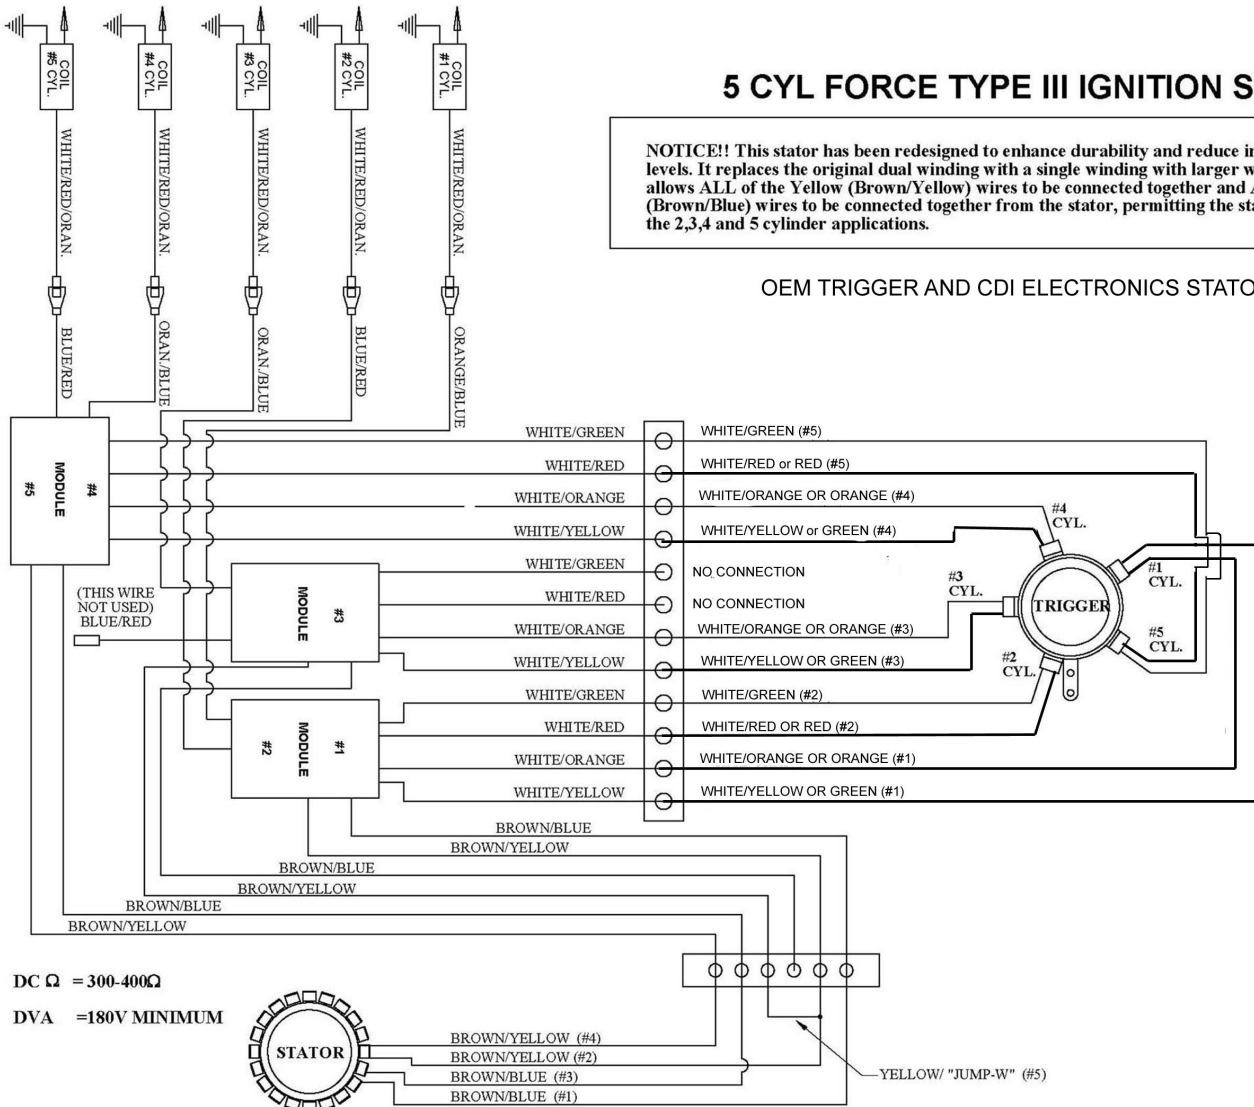 COIL
#5 CYL.
COIL
#4 CYL.
COIL
#3 CYL.
COIL
#2 CYL.
COIL
#1 CYL.
5 CYL FORCE TYPE III IGNITION S
NOTICE!! This stator has been redesigned to enhance durability and reduce in
levels. It replaces the original dual winding with a single winding with larger w
allows ALL of the Yellow (Brown/Yellow) wires to be connected together and A
(Brown/Blue) wires to be connected together from the stator, permitting the sta
the 2,3,4 and 5 cylinder applications.
OEM TRIGGER AND CDI ELECTRONICS STATO
WHITE/RED/ORAN.
WHITE/RED/ORAN.
WHITE/RED/ORAN.
WHITE/RED/ORAN.
WHITE/RED/ORAN.
BLUE/RED
ORAN./BLUE
ORAN./BLUE
BLUE/RED
ORANGE/BLUE
#5
MODULE
#4
WHITE/GREEN
WHITE/GREEN (#5)
WHITE/RED
WHITE/RED or RED (#5)
WHITE/ORANGE
WHITE/ORANGE OR ORANGE (#4)
WHITE/YELLOW
WHITE/YELLOW or GREEN (#4)
WHITE/GREEN
NO CONNECTION
WHITE/RED
NO CONNECTION
WHITE/ORANGE
WHITE/ORANGE OR ORANGE (#3)
WHITE/YELLOW
WHITE/YELLOW OR GREEN (#3)
WHITE/GREEN
WHITE/GREEN (#2)
WHITE/RED
WHITE/RED OR RED (#2)
WHITE/ORANGE
WHITE/ORANGE OR ORANGE (#1)
WHITE/YELLOW
WHITE/YELLOW OR GREEN (#1)
(THIS WIRE
NOT USED)
BLUE/RED
MODULE
#3
#2
MODULE
#1
#4
CYL.
#3
CYL.
#1
CYL.
TRIGGER
#5
CYL.
#2
CYL.
BROWN/BLUE
BROWN/YELLOW
BROWN/BLUE
BROWN/YELLOW
BROWN/BLUE
BROWN/YELLOW
DC Ω = 300-400Ω
DVA =180V MINIMUM
STATOR
BROWN/YELLOW (#4)
BROWN/YELLOW (#2)
BROWN/BLUE (#3)
BROWN/BLUE (#1)
YELLOW/ "JUMP-W" (#5)